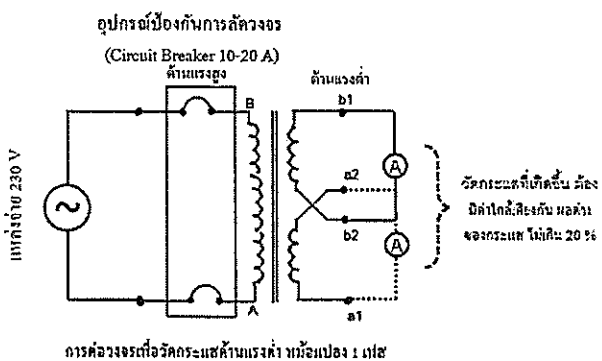 อุปกรณ์ป้องกันการลัดวงจร
(Circuit Breaker 10-20 A)
ด้านแรงสูง
ด้านแรงต่ำ
B
b1
A
a2
แหล่งจ่าย 230 V
b2
A
A
a1
วัดกระแสที่เกิดขึ้น ต้อง
มีค่าใกล้เคียงกัน ผลต่าง
ของกระแส ไม่เกิน 20 %
การต่อวงจรเพื่อวัดกระแสด้านแรงต่ำ หม้อแปลง 1 เฟส